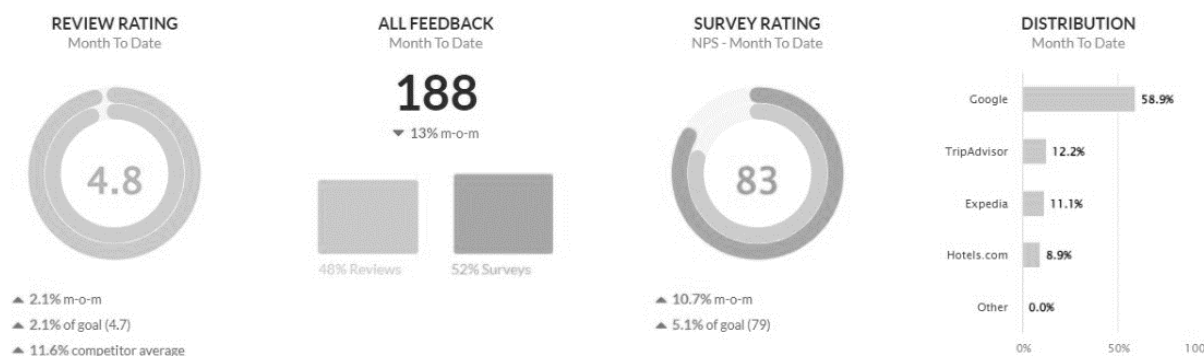 REVIEW RATING
Month To Date
4.8
▲ 2.1% m-o-m
▲ 2.1% of goal (4.7)
▲ 11.6% competitor average
ALL FEEDBACK
Month To Date
188
▼ 13% m-o-m
48% Reviews
52% Surveys
SURVEY RATING
NPS - Month To Date
83
▲ 10.7% m-o-m
▲ 5.1% of goal (79)
DISTRIBUTION
Month To Date
Google 58.9%
TripAdvisor 12.2%
Expedia 11.1%
Hotels.com 8.9%
Other 0.0%
0% 50% 100